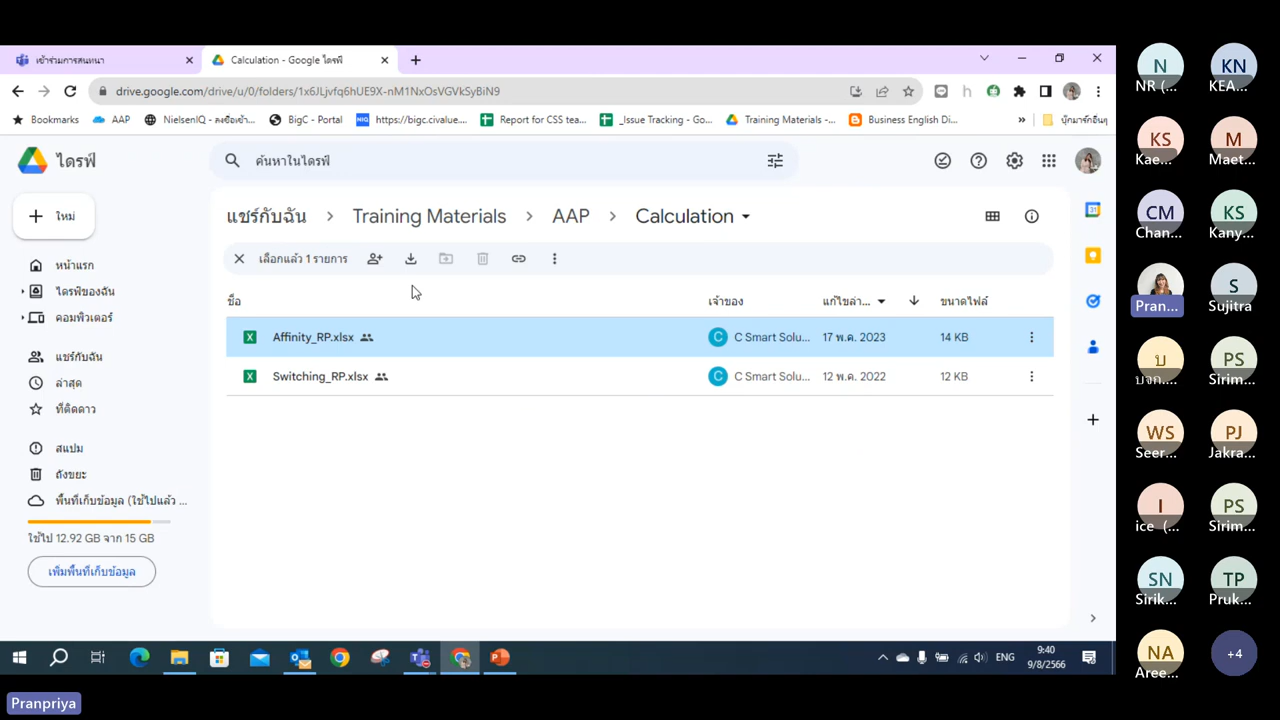 เข้าร่วมการสนทนา
Calculation - Google ไดรฟ์
drive.google.com/drive/u/0/folders/1x6JLjvfq6hUE9X-nM1NxOsVGVkSyBiN9
Bookmarks
AAP
NielsenIQ - ลงชื่อเข้า...
BigC - Portal
https://bigc.civalue...
Report for CSS tea...
_Issue Tracking - Go...
Training Materials -...
Business English Di...
»
บุ๊กมาร์กอื่นๆ
ไดรฟ์
ค้นหาในไดรฟ์
ใหม่
หน้าแรก
ไดรฟ์ของฉัน
คอมพิวเตอร์
แชร์กับฉัน
ล่าสุด
ที่ติดดาว
สแปม
ถังขยะ
พื้นที่เก็บข้อมูล (ใช้ไปแล้ว ...
ใช้ไป 12.92 GB จาก 15 GB
เพิ่มพื้นที่เก็บข้อมูล
แชร์กับฉัน > Training Materials > AAP > Calculation
เลือกแล้ว 1 รายการ
ชื่อ เจ้าของ แก้ไขล่า... ขนาดไฟล์
Affinity_RP.xlsx C C Smart Solu... 17 พ.ค. 2023 14 KB
Switching_RP.xlsx C C Smart Solu... 12 พ.ค. 2022 12 KB
N KN
NR (... KEA...
KS M
Kae... Maet...
CM KS
Chan... Kany...
S
Pran... Sujitra
บ PS
บจก.... Sirim...
WS PJ
Seer... Jakra...
I PS
ice (... Sirim...
SN TP
Sirik... Pruk...
NA +4
Aree...
ENG
9:40
9/8/2566
Pranpriya